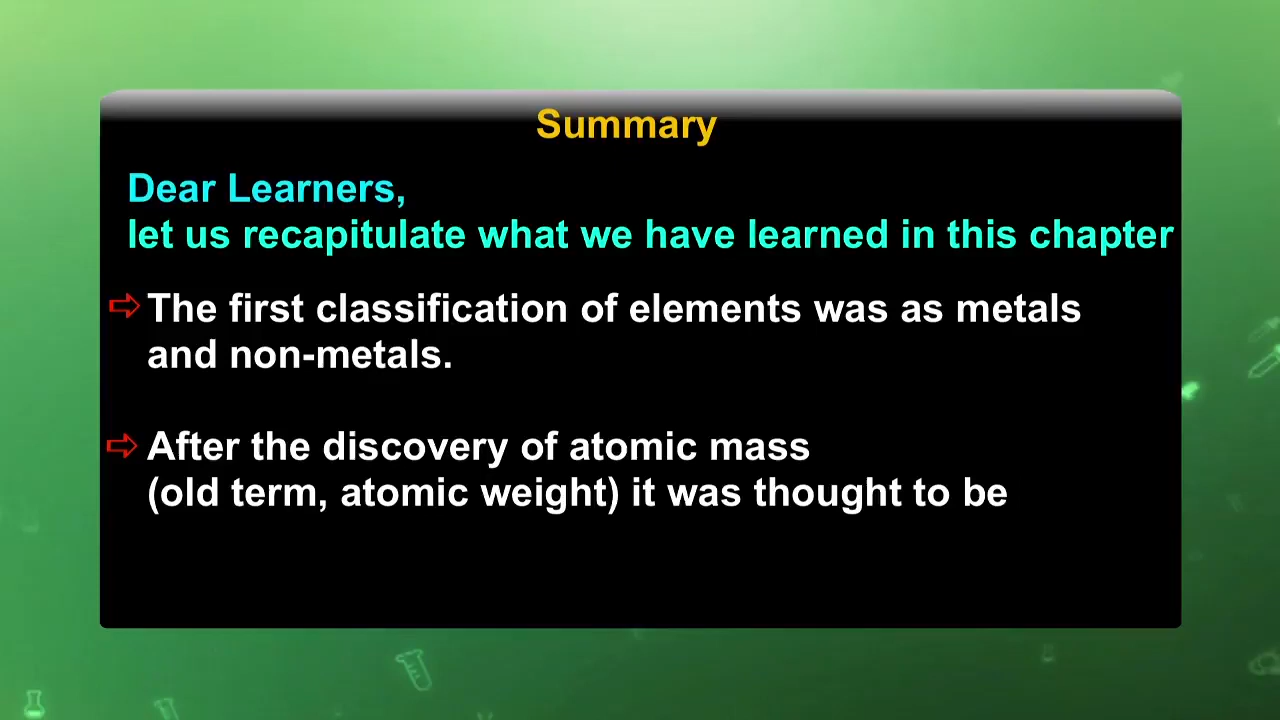 Summary
Dear Learners,
let us recapitulate what we have learned in this chapter
⇨ The first classification of elements was as metals
and non-metals.
⇨ After the discovery of atomic mass
(old term, atomic weight) it was thought to be